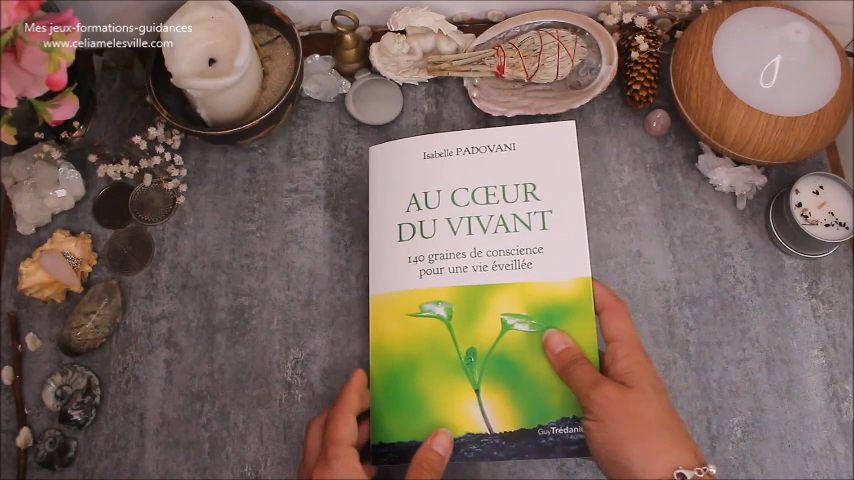 Mes jeux-formations-guidances
www.celiamelesville.com
Isabelle PADOVANI
AU CŒUR
DU VIVANT
140 graines de conscience
pour une vie éveillée
GuyTrédanie